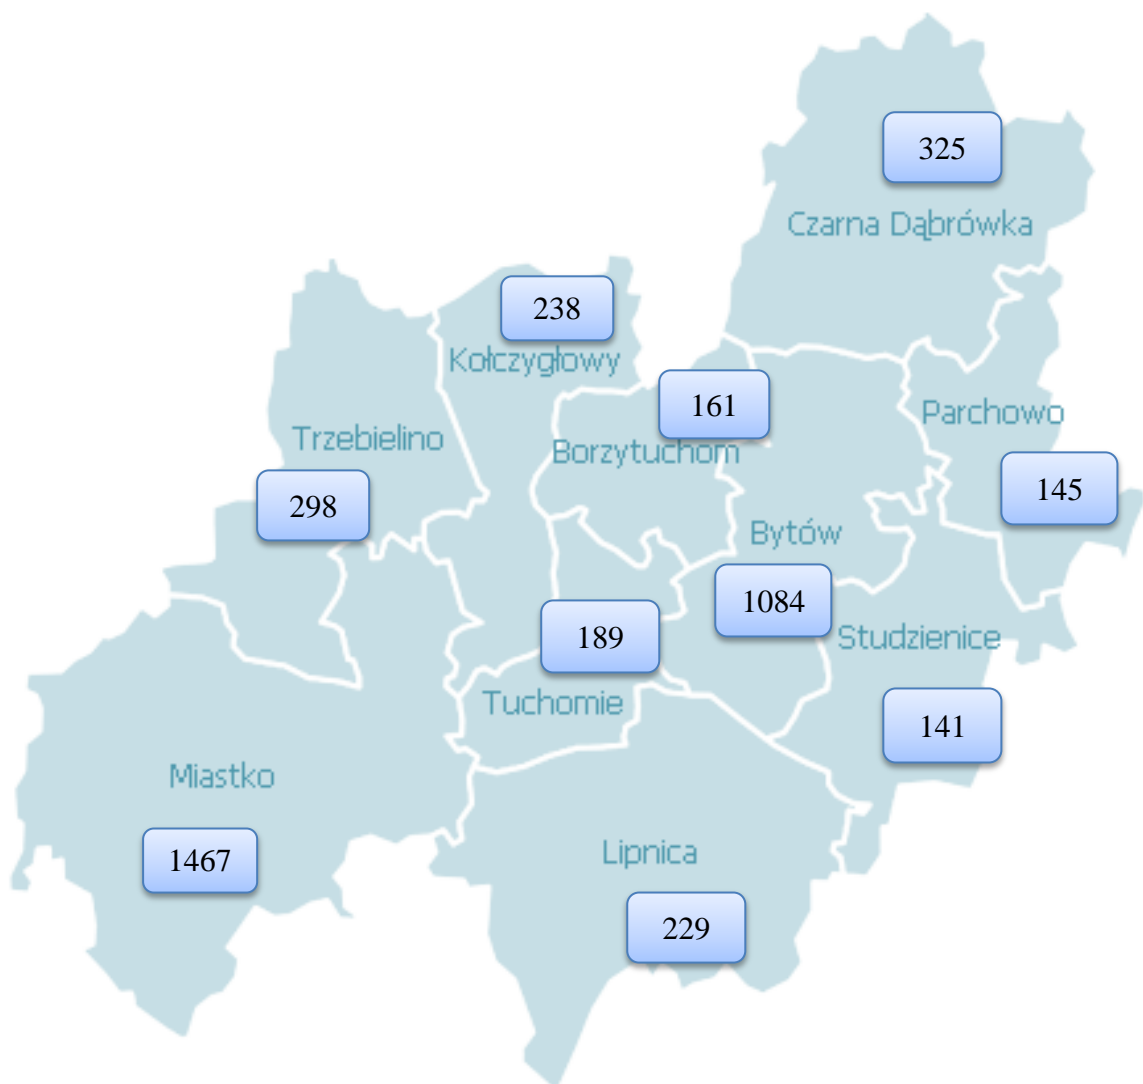 325
Czarna Dąbrówka
238
Kołczygłowy
161
Parchowo
Trzebielino
Borzytuchom
145
298
Bytów
1084
189
Studzienice
Tuchomie
141
Miastko
1467
Lipnica
229